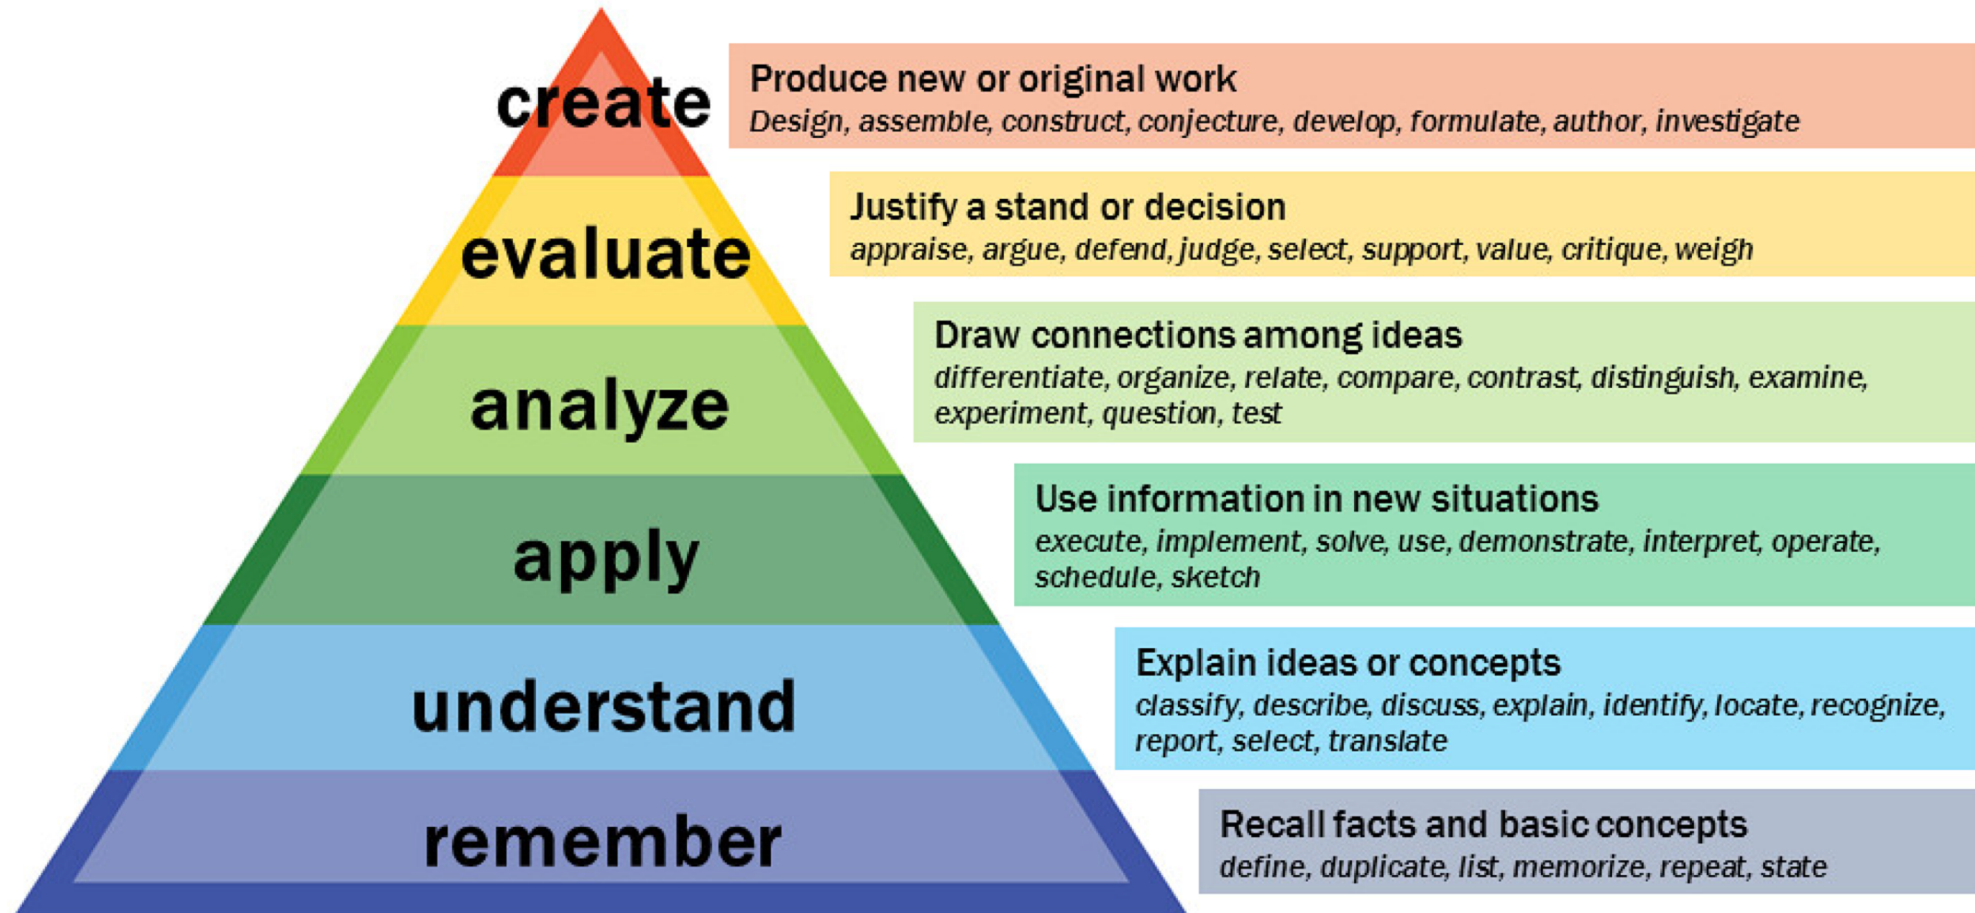 create
Produce new or original work
Design, assemble, construct, conjecture, develop, formulate, author, investigate
evaluate
Justify a stand or decision
appraise, argue, defend, judge, select, support, value, critique, weigh
analyze
Draw connections among ideas
differentiate, organize, relate, compare, contrast, distinguish, examine,
experiment, question, test
apply
Use information in new situations
execute, implement, solve, use, demonstrate, interpret, operate,
schedule, sketch
understand
Explain ideas or concepts
classify, describe, discuss, explain, identify, locate, recognize,
report, select, translate
remember
Recall facts and basic concepts
define, duplicate, list, memorize, repeat, state